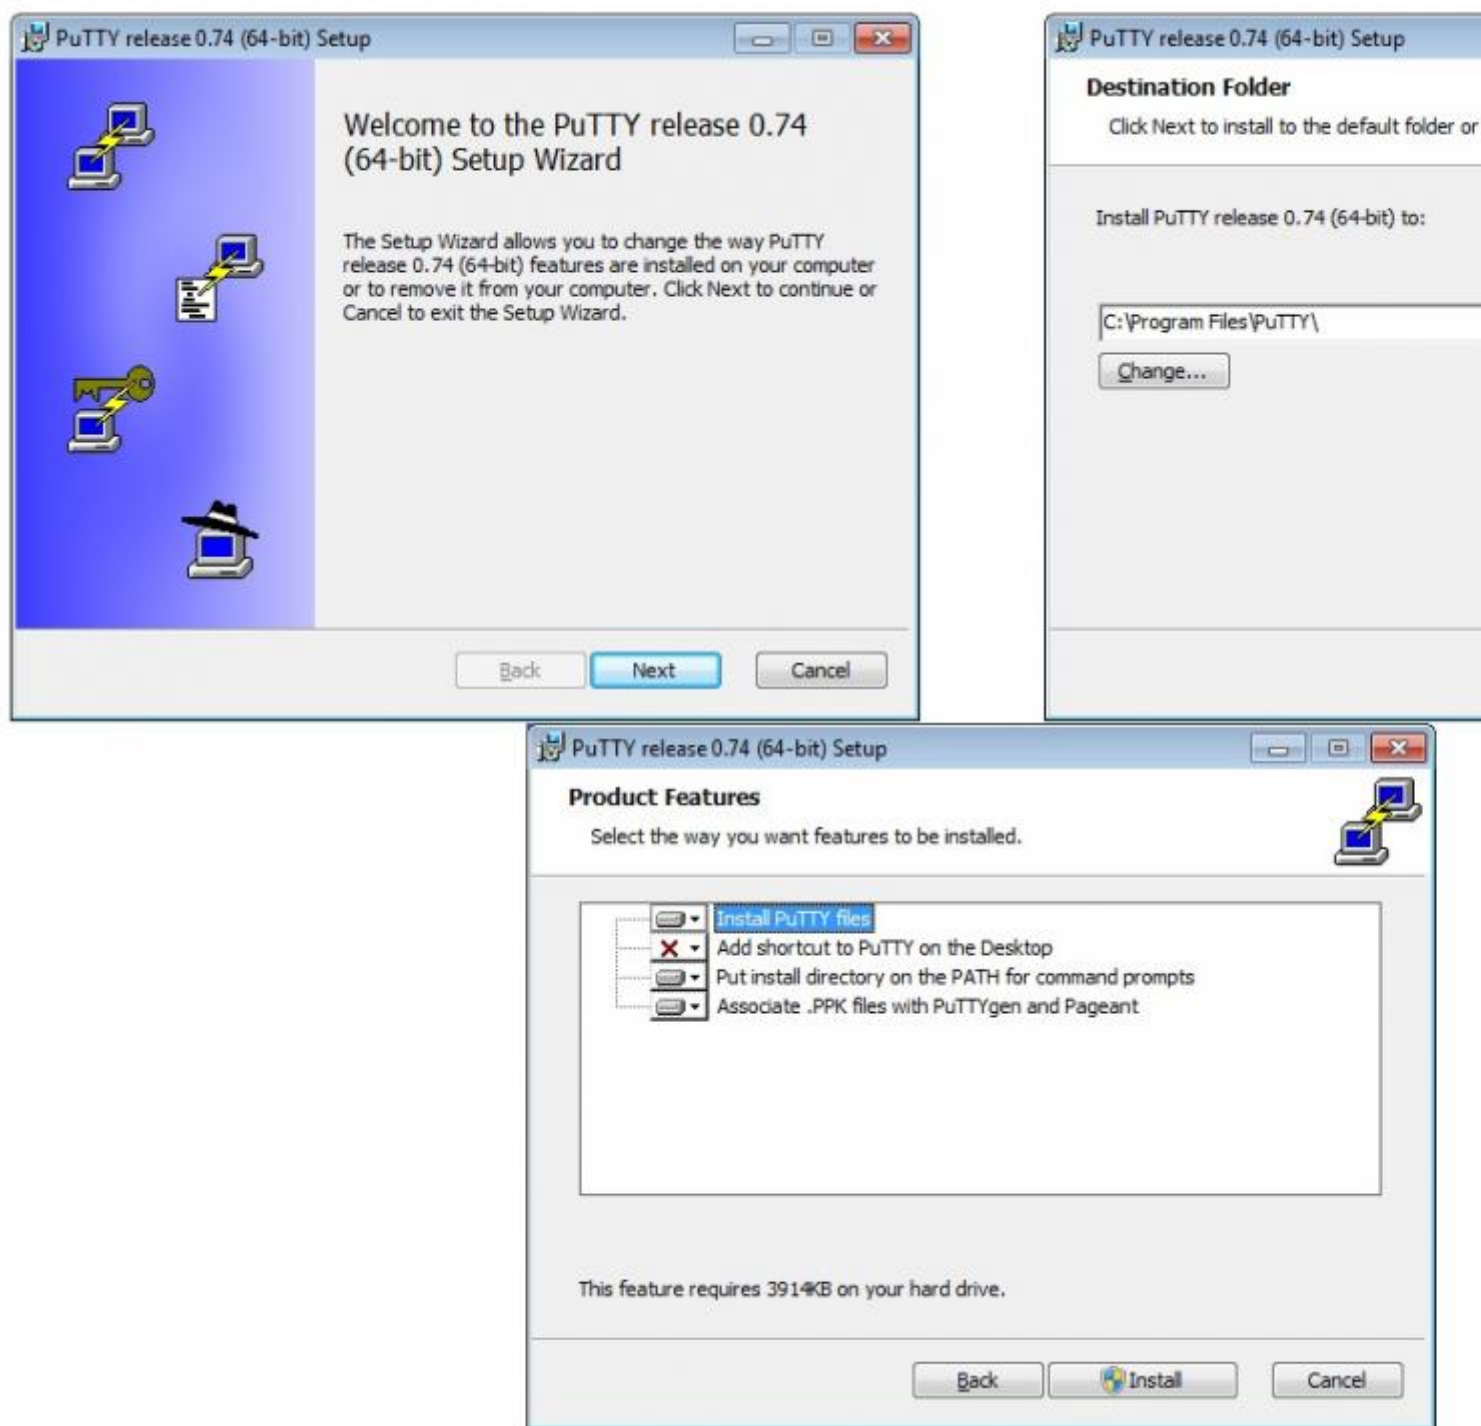 PuTTY release 0.74 (64-bit) Setup
Welcome to the PuTTY release 0.74
(64-bit) Setup Wizard
The Setup Wizard allows you to change the way PuTTY
release 0.74 (64-bit) features are installed on your computer
or to remove it from your computer. Click Next to continue or
Cancel to exit the Setup Wizard.
Back
Next
Cancel
PuTTY release 0.74 (64-bit) Setup
Destination Folder
Click Next to install to the default folder or
Install PuTTY release 0.74 (64-bit) to:
C:\Program Files\PuTTY\
Change...
PuTTY release 0.74 (64-bit) Setup
Product Features
Select the way you want features to be installed.
Install PuTTY files
Add shortcut to PuTTY on the Desktop
Put install directory on the PATH for command prompts
Associate .PPK files with PuTTYgen and Pageant
This feature requires 3914KB on your hard drive.
Back
Install
Cancel